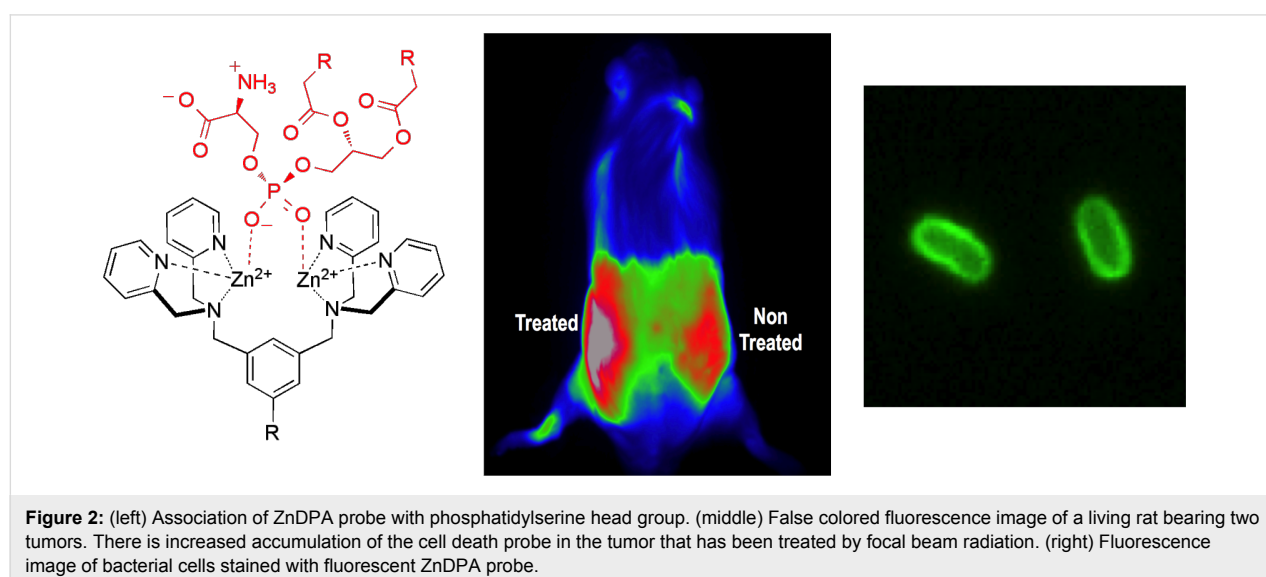 R
R
+
NH3
−O
O
O
O
O
O
O
O
P
O−
O
N
N
N
N
Zn2+
Zn2+
N
N
R
Treated
Non
Treated
Figure 2: (left) Association of ZnDPA probe with phosphatidylserine head group. (middle) False colored fluorescence image of a living rat bearing two
tumors. There is increased accumulation of the cell death probe in the tumor that has been treated by focal beam radiation. (right) Fluorescence
image of bacterial cells stained with fluorescent ZnDPA probe.